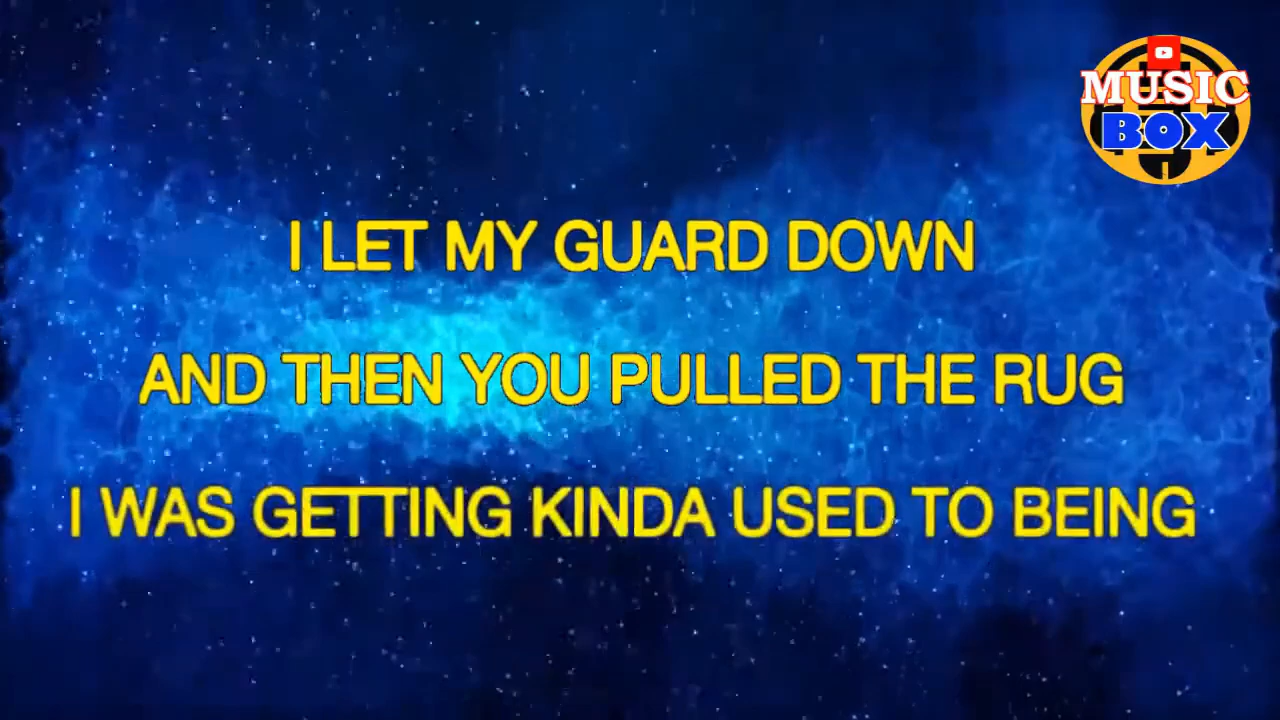 MUSIC
BOX
I LET MY GUARD DOWN
AND THEN YOU PULLED THE RUG
I WAS GETTING KINDA USED TO BEING